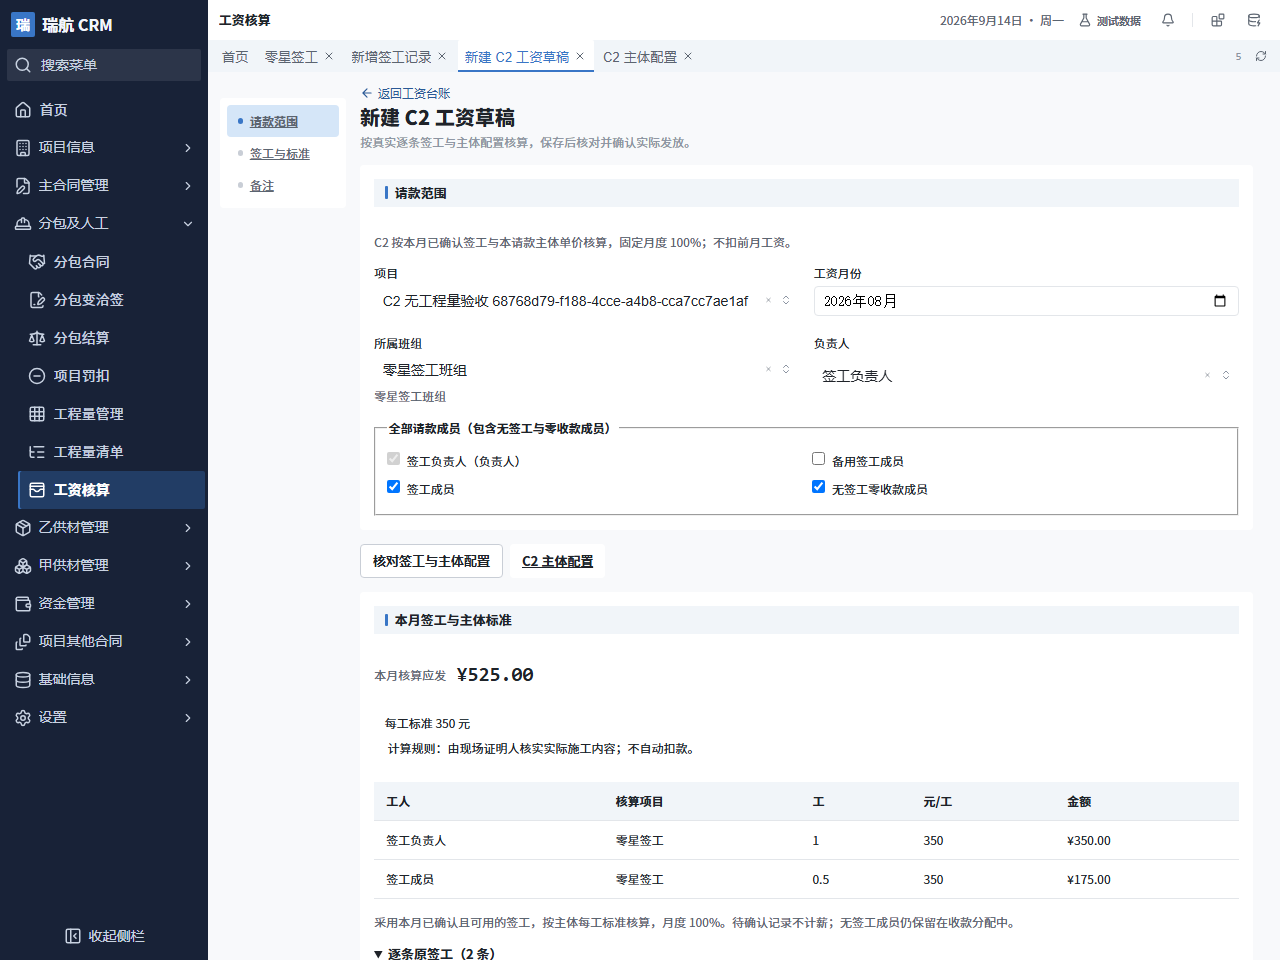 瑞 瑞航 CRM
搜索菜单
首页
项目信息
主合同管理
分包及人工
分包合同
分包变洽签
分包结算
项目罚扣
工程量管理
工程量清单
工资核算
乙供材管理
甲供材管理
资金管理
项目其他合同
基础信息
设置
收起侧栏
工资核算
2026年9月14日 · 周一 测试数据
首页 零星签工 × 新增签工记录 × 新建 C2 工资草稿 × C2 主体配置 × 5
请款范围
签工与标准
备注
← 返回工资台账
新建 C2 工资草稿
按真实逐条签工与主体配置核算，保存后核对并确认实际发放。
请款范围
C2 按本月已确认签工与本请款主体单价核算，固定月度 100%；不扣前月工资。
项目 工资月份
C2 无工程量验收 68768d79-f188-4cce-a4b8-cca7cc7ae1af × 2026年08月
所属班组 负责人
零星签工班组 × 签工负责人 ×
零星签工班组
全部请款成员（包含无签工与零收款成员）
签工负责人（负责人） 备用签工成员
签工成员 无签工零收款成员
核对签工与主体配置 C2 主体配置
本月签工与主体标准
本月核算应发 ¥525.00
每工标准 350 元
计算规则：由现场证明人核实实际施工内容；不自动扣款。
工人 核算项目 工 元/工 金额
签工负责人 零星签工 1 350 ¥350.00
签工成员 零星签工 0.5 350 ¥175.00
采用本月已确认且可用的签工，按主体每工标准核算，月度 100%。待确认记录不计薪；无签工成员仍保留在收款分配中。
▼ 逐条原签工（2 条）